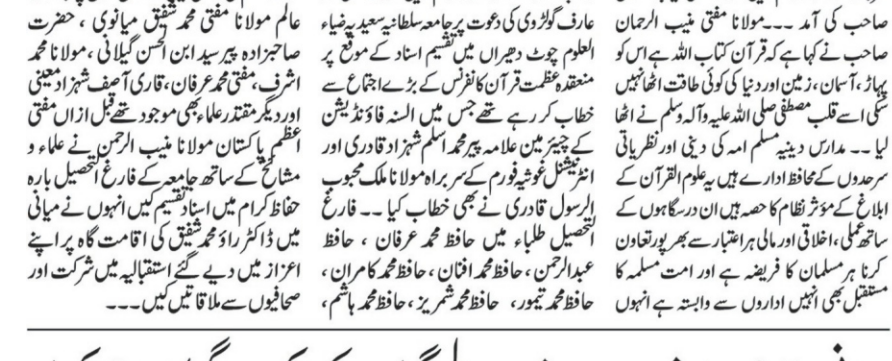 صاحب کی آمد ۔۔۔ مولانا مفتی منیب الرحمان
صاحب نے کہا ہے کہ قرآن کتاب اللہ ہے اس کو
پہاڑ، آسمان، زمین اور دنیا کی کوئی طاقت اٹھا نہیں
سکی اسے قلب مصطفیٰ صلی اللہ علیہ وآلہ وسلم نے اٹھا
لیا ۔۔ مدارس دینیہ مسلم امہ کی دینی اور نظریاتی
سرحدوں کے محافظ ادارے ہیں یہ علوم القرآن کے
ابلاغ کے مؤثر نظام کا حصہ ہیں ان درسگاہوں کے
ساتھ عملی، اخلاقی اور مالی ہر اعتبار سے بھرپور تعاون
کرنا ہر مسلمان کا فریضہ ہے اور امت مسلمہ کا
مستقبل بھی انہیں اداروں سے وابستہ ہے انہوں
عارف گولڑوی کی دعوت پر جامعہ سلطانیہ سعیدیہ ضیاء
العلوم چوٹ دھیراں میں تقسیم اسناد کے موقع پر
منعقدہ عظمت قرآن کانفرنس کے بڑے اجتماع سے
خطاب کر رہے تھے جس میں السنہ فاؤنڈیشن
کے چیئرمین علامہ پیر محمد اسلم شہزاد قادری اور
انٹرنیشنل غوثیہ فورم کے سربراہ مولانا ملک محبوب
الرسول قادری نے بھی خطاب کیا ۔۔ فارغ
التحصیل طلباء میں حافظ محمد عرفان ، حافظ
عبدالرحمن ، حافظ محمد افنان ، حافظ محمد کامران ،
حافظ محمد تیمور، حافظ محمد شمریز ، حافظ محمد ہاشم ،
عالم مولانا مفتی محمد شفیق میانوی ، حضرت
صاحبزادہ پیر سید ابن الحسن گیلانی ، مولانا محمد
اشرف، مفتی محمد عرفان، قاری آصف شہزاد معینی
اور دیگر مقتدر علماء بھی موجود تھے قبل ازاں مفتی
اعظم پاکستان مولانا منیب الرحمن نے علماء و
مشائخ کے ساتھ جامعہ کے فارغ التحصیل بارہ
حفاظ کرام میں اسناد تقسیم کیں انہوں نے میانی
میں ڈاکٹر راؤ محمد شفیق کی اقامت گاہ پر اپنے
اعزاز میں دیے گئے استقبالیہ میں شرکت اور
صحافیوں سے ملاقاتیں کیں ۔۔۔